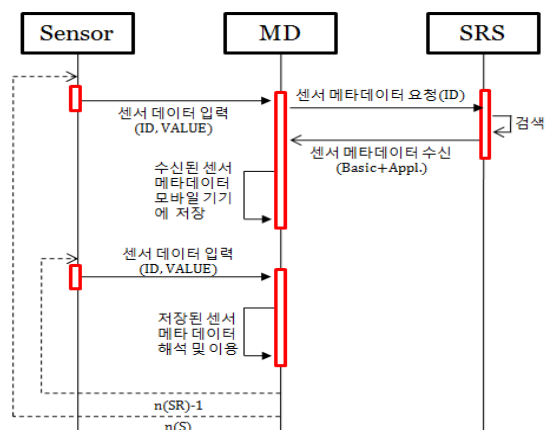 Sensor
MD
SRS
센서 데이터 입력
(ID, VALUE)
센서 메타데이터 요청(ID)
검색
센서 메타데이터 수신
(Basic+Appl.)
수신된 센서
메타데이터
모바일 기기
에 저장
센서 데이터 입력
(ID, VALUE)
저장된 센서
메타 데이터
해석 및 이용
n(SR)-1
n(S)